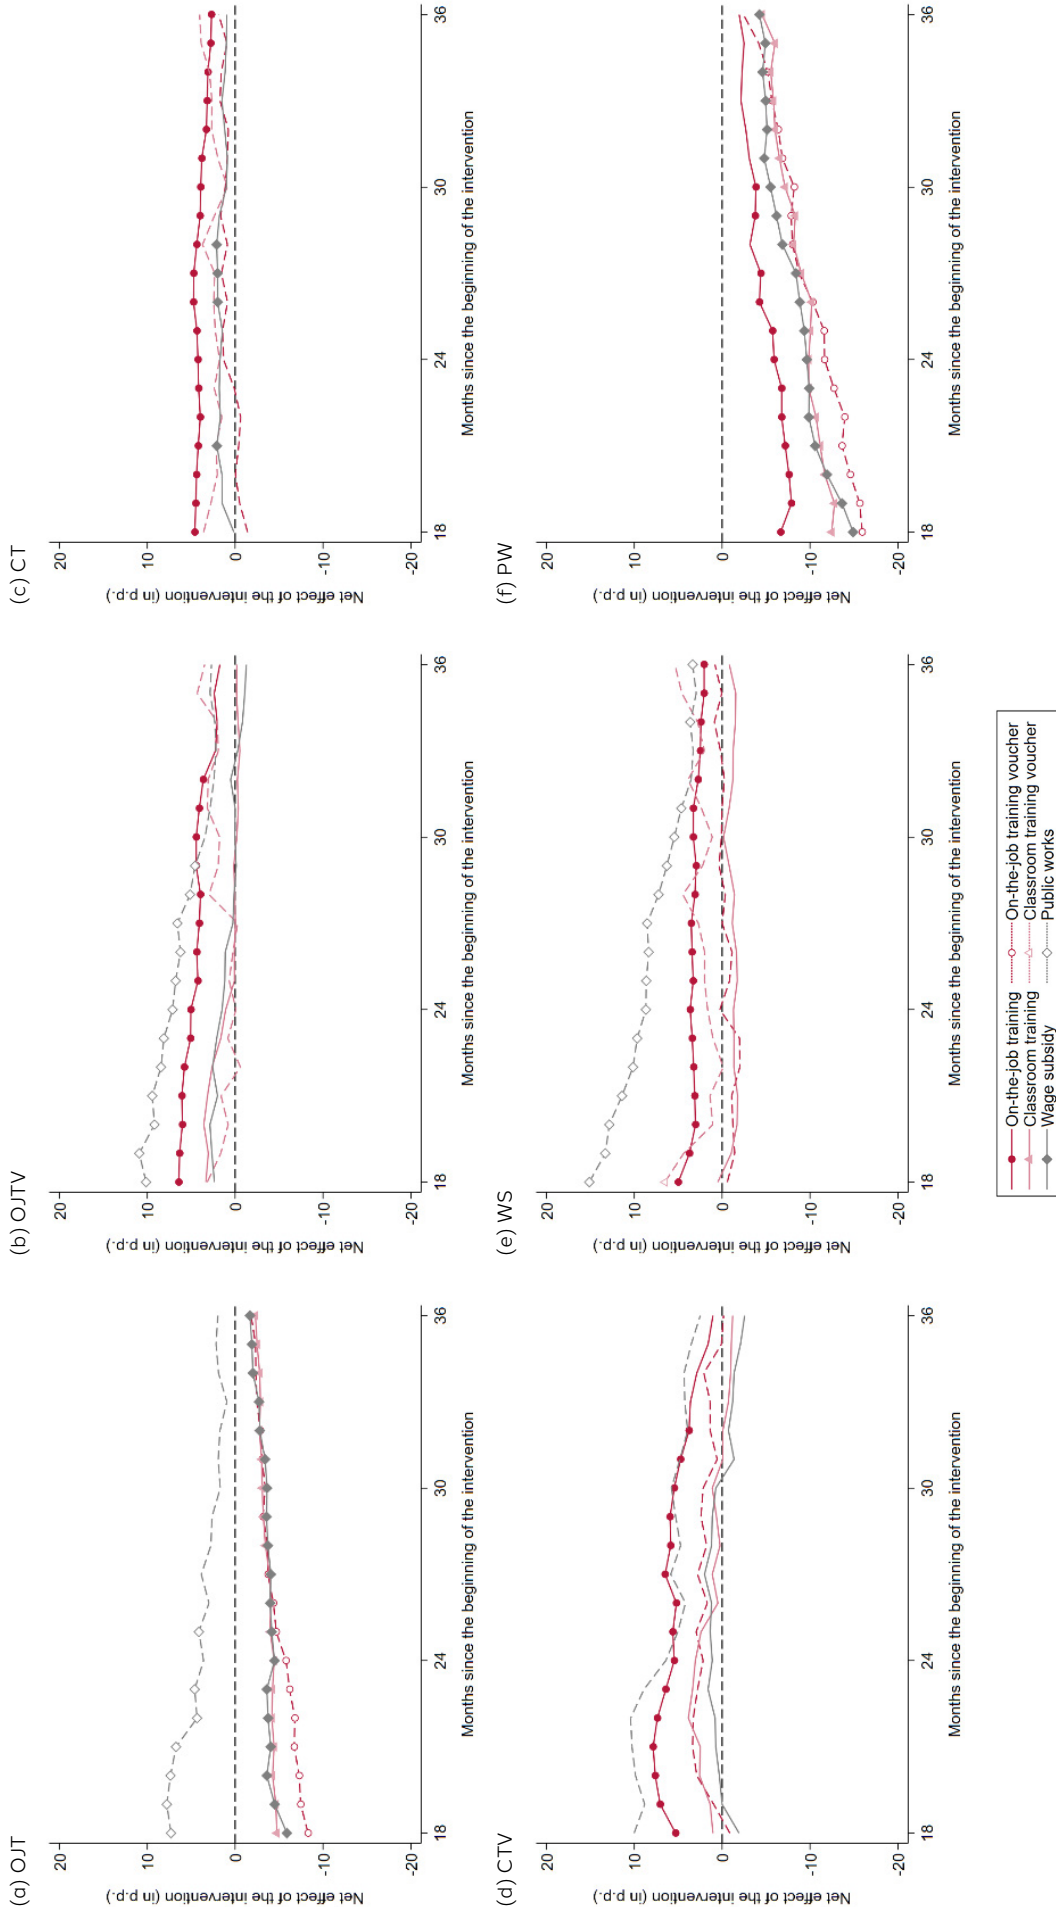 (a) OJT
Net effect of the intervention (in p.p.)
20
10
0
-10
-20
18
24
30
36
Months since the beginning of the intervention
(b) OJTV
Net effect of the intervention (in p.p.)
20
10
0
-10
-20
18
24
30
36
Months since the beginning of the intervention
(c) CT
Net effect of the intervention (in p.p.)
20
10
0
-10
-20
18
24
30
36
Months since the beginning of the intervention
(d) CTV
Net effect of the intervention (in p.p.)
20
10
0
-10
-20
18
24
30
36
Months since the beginning of the intervention
(e) WS
Net effect of the intervention (in p.p.)
20
10
0
-10
-20
18
24
30
36
Months since the beginning of the intervention
(f) PW
Net effect of the intervention (in p.p.)
20
10
0
-10
-20
18
24
30
36
Months since the beginning of the intervention
On-the-job training
On-the-job training voucher
Classroom training
Classroom training voucher
Wage subsidy
Public works